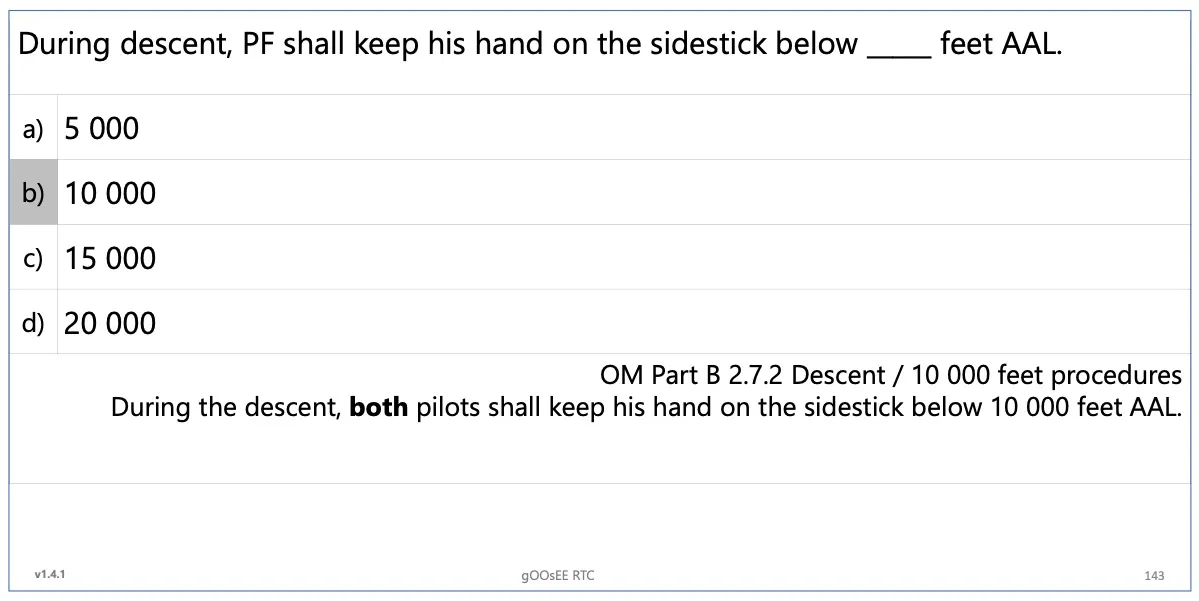 During descent, PF shall keep his hand on the sidestick below _____ feet AAL.
a) 5 000
b) 10 000
c) 15 000
d) 20 000
OM Part B 2.7.2 Descent / 10 000 feet procedures
During the descent, both pilots shall keep his hand on the sidestick below 10 000 feet AAL.
v1.4.1 gOOsEE RTC 143